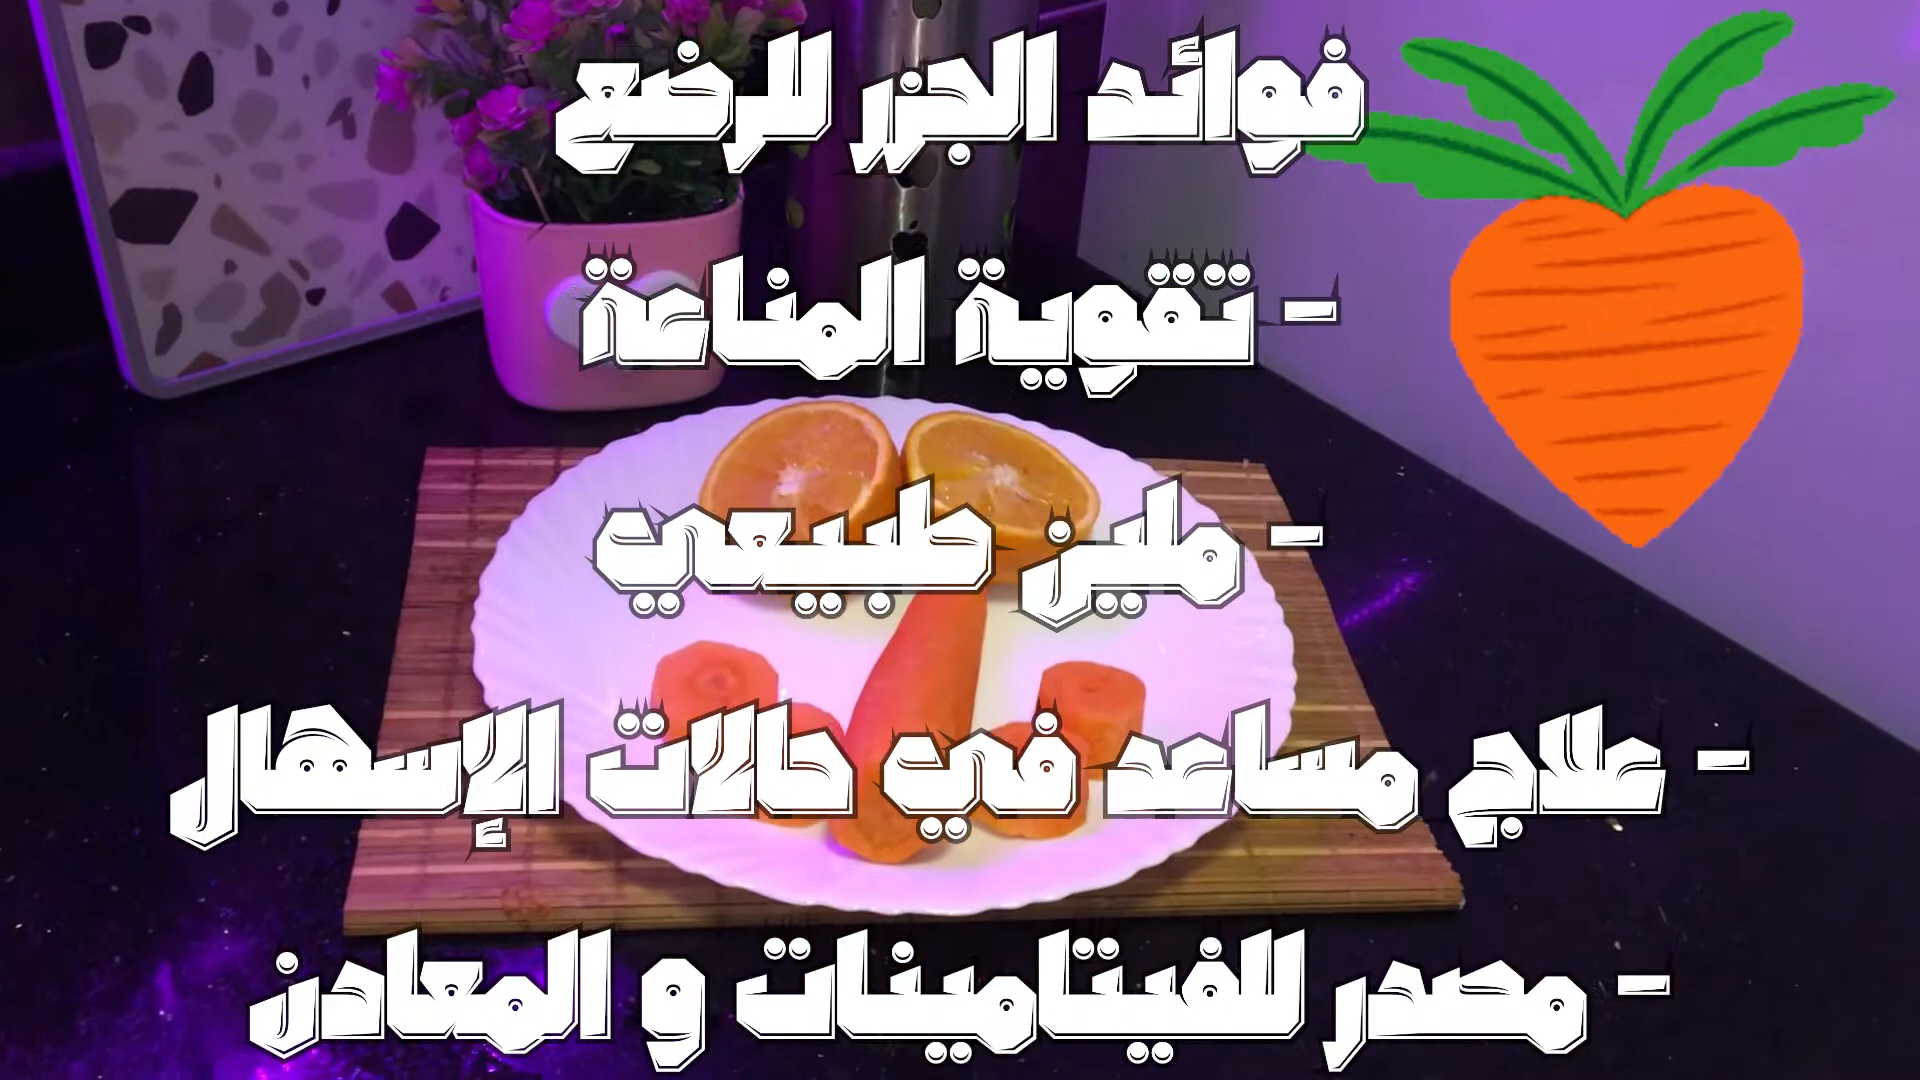 فوائد الجزر للرضع
- تقوية المناعة
- ملين طبيعي
- علاج مساعد في حالات الإسهال
- مصدر للفيتامينات و المعادن